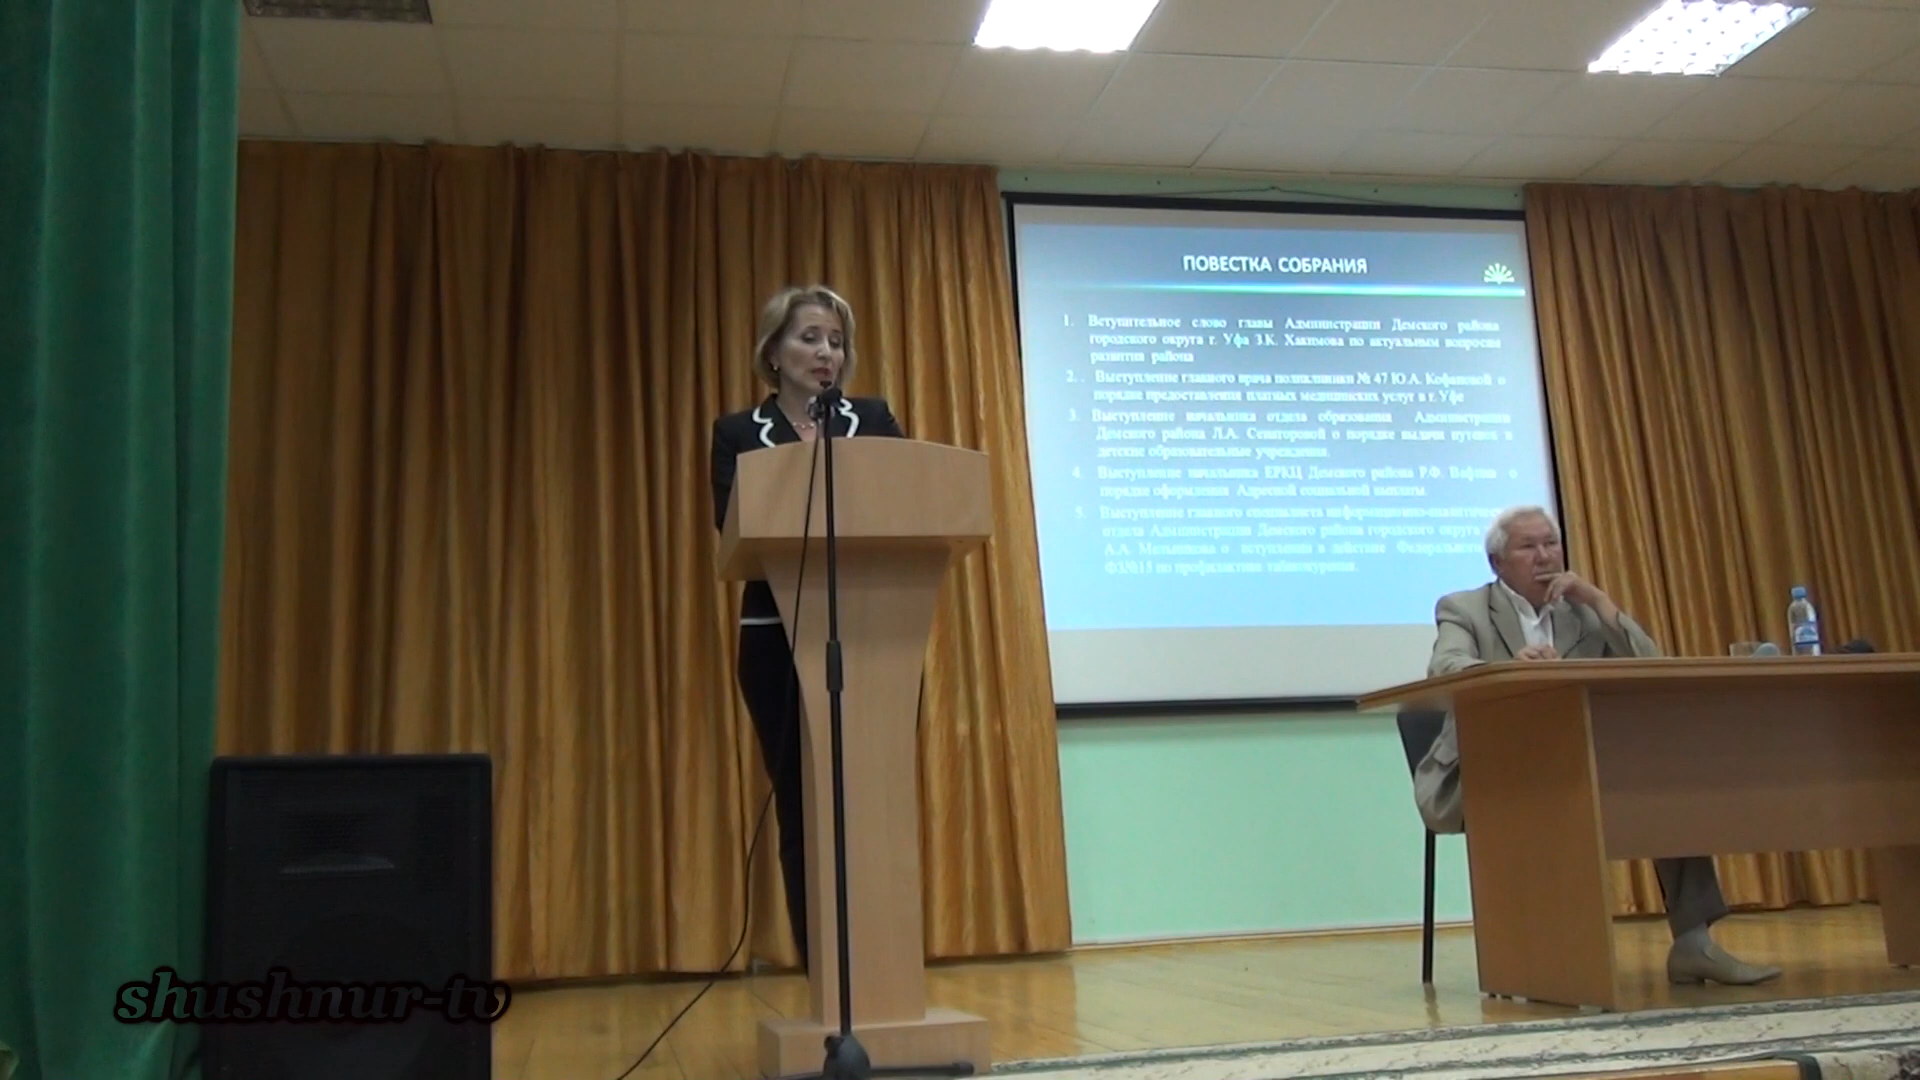 ПОВЕСТКА СОБРАНИЯ
1. Вступительное слово главы Администрации Демского района
городского округа г. Уфа З.К. Хакимова по актуальным вопросам
развития района
2. . Выступление главного врача поликлиники № 47 Ю.А. о
порядке предоставления платных медицинских услуг в г. Уфе
3. Выступление начальника отдела образования Администрации
Демского района Л.А. Сенаторовой о порядке выдачи путевок в
детские образовательные учреждения.
4. Выступление начальника ЕРКЦ Демского района Р.Ф. о
порядке оформления Адресной социальной выплаты.
5. Выступление главного специалиста
отдела Администрации Демского района городского округа
А.А. Мельникова о вступлении в действие Федерального
ФЗ№15 по профилактике табакокурения.
shushnur-tv